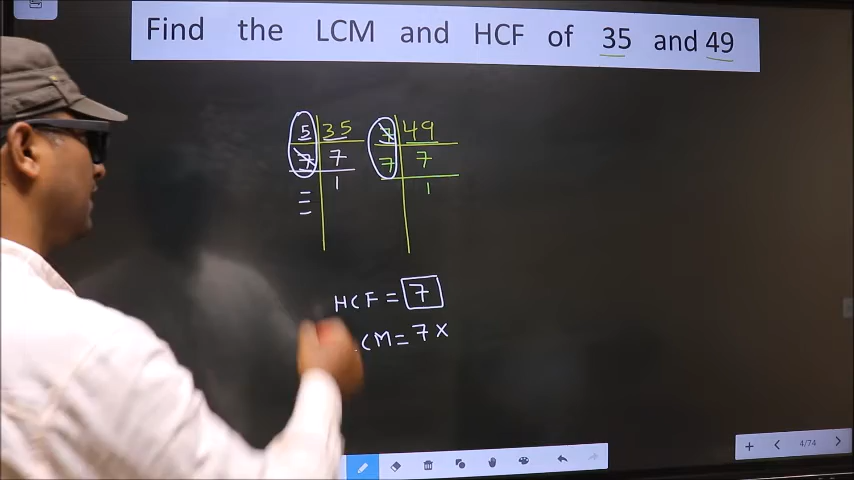 Find the LCM and HCF of 35 and 49
5 35 7 49
7 7 7 7
1 1
HCF = 7
CM = 7 x
4/74